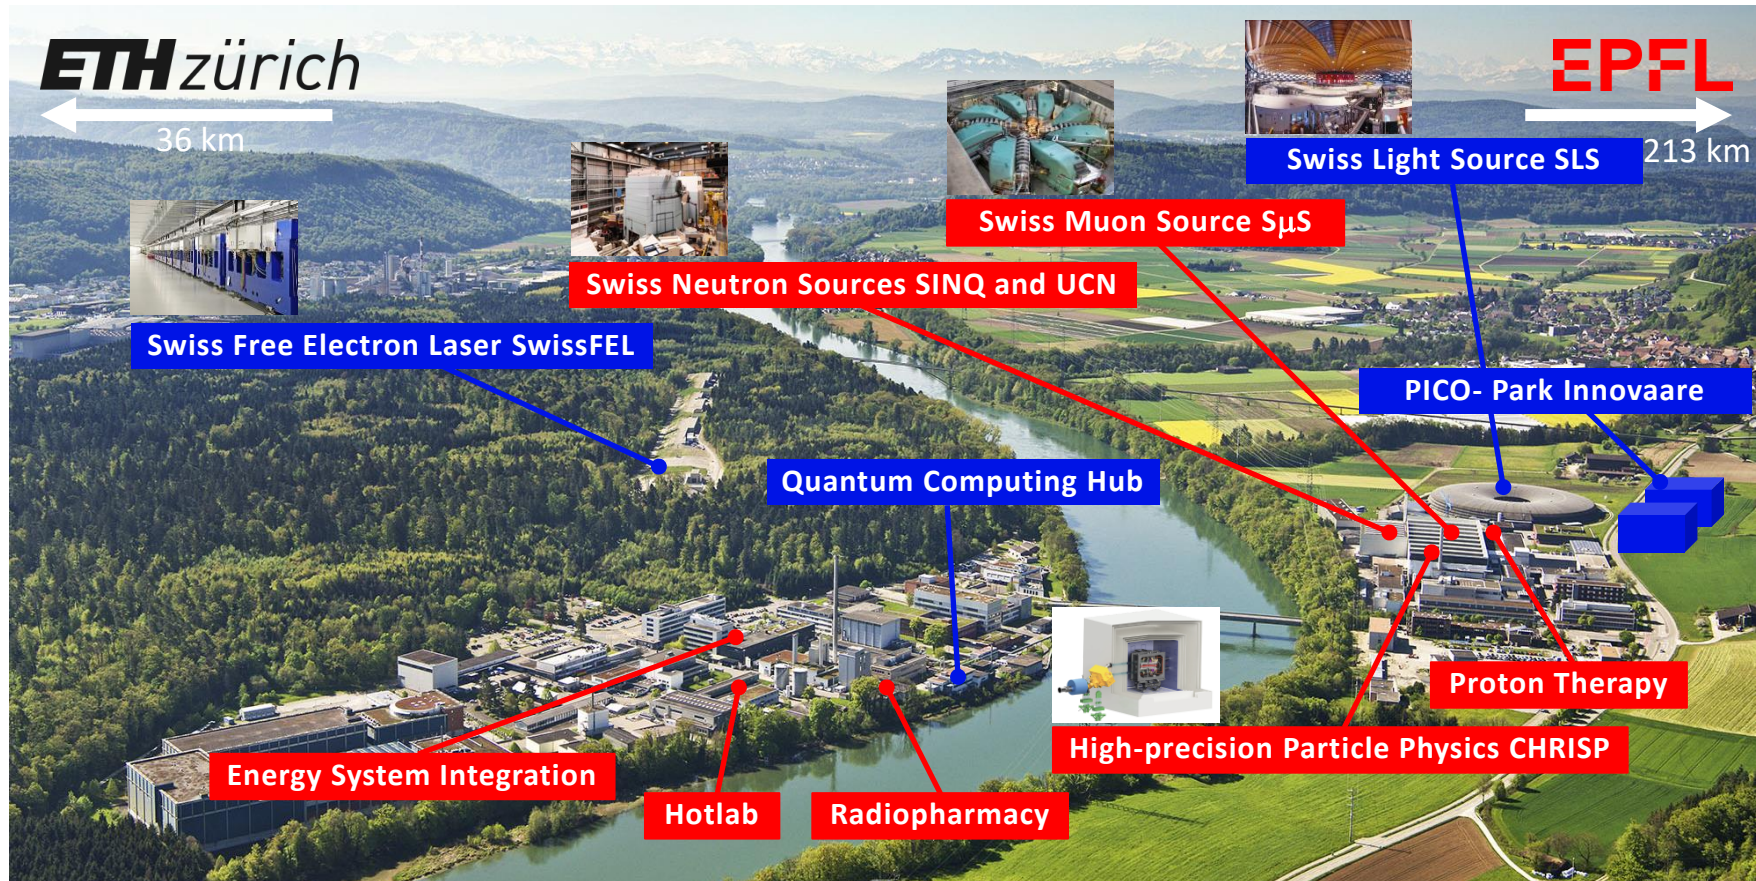 ETH zürich
36 km
EPFL
213 km
Swiss Light Source SLS
Swiss Muon Source SμS
Swiss Neutron Sources SINQ and UCN
Swiss Free Electron Laser SwissFEL
PICO- Park Innovaare
Quantum Computing Hub
Proton Therapy
High-precision Particle Physics CHRISP
Energy System Integration
Hotlab
Radiopharmacy